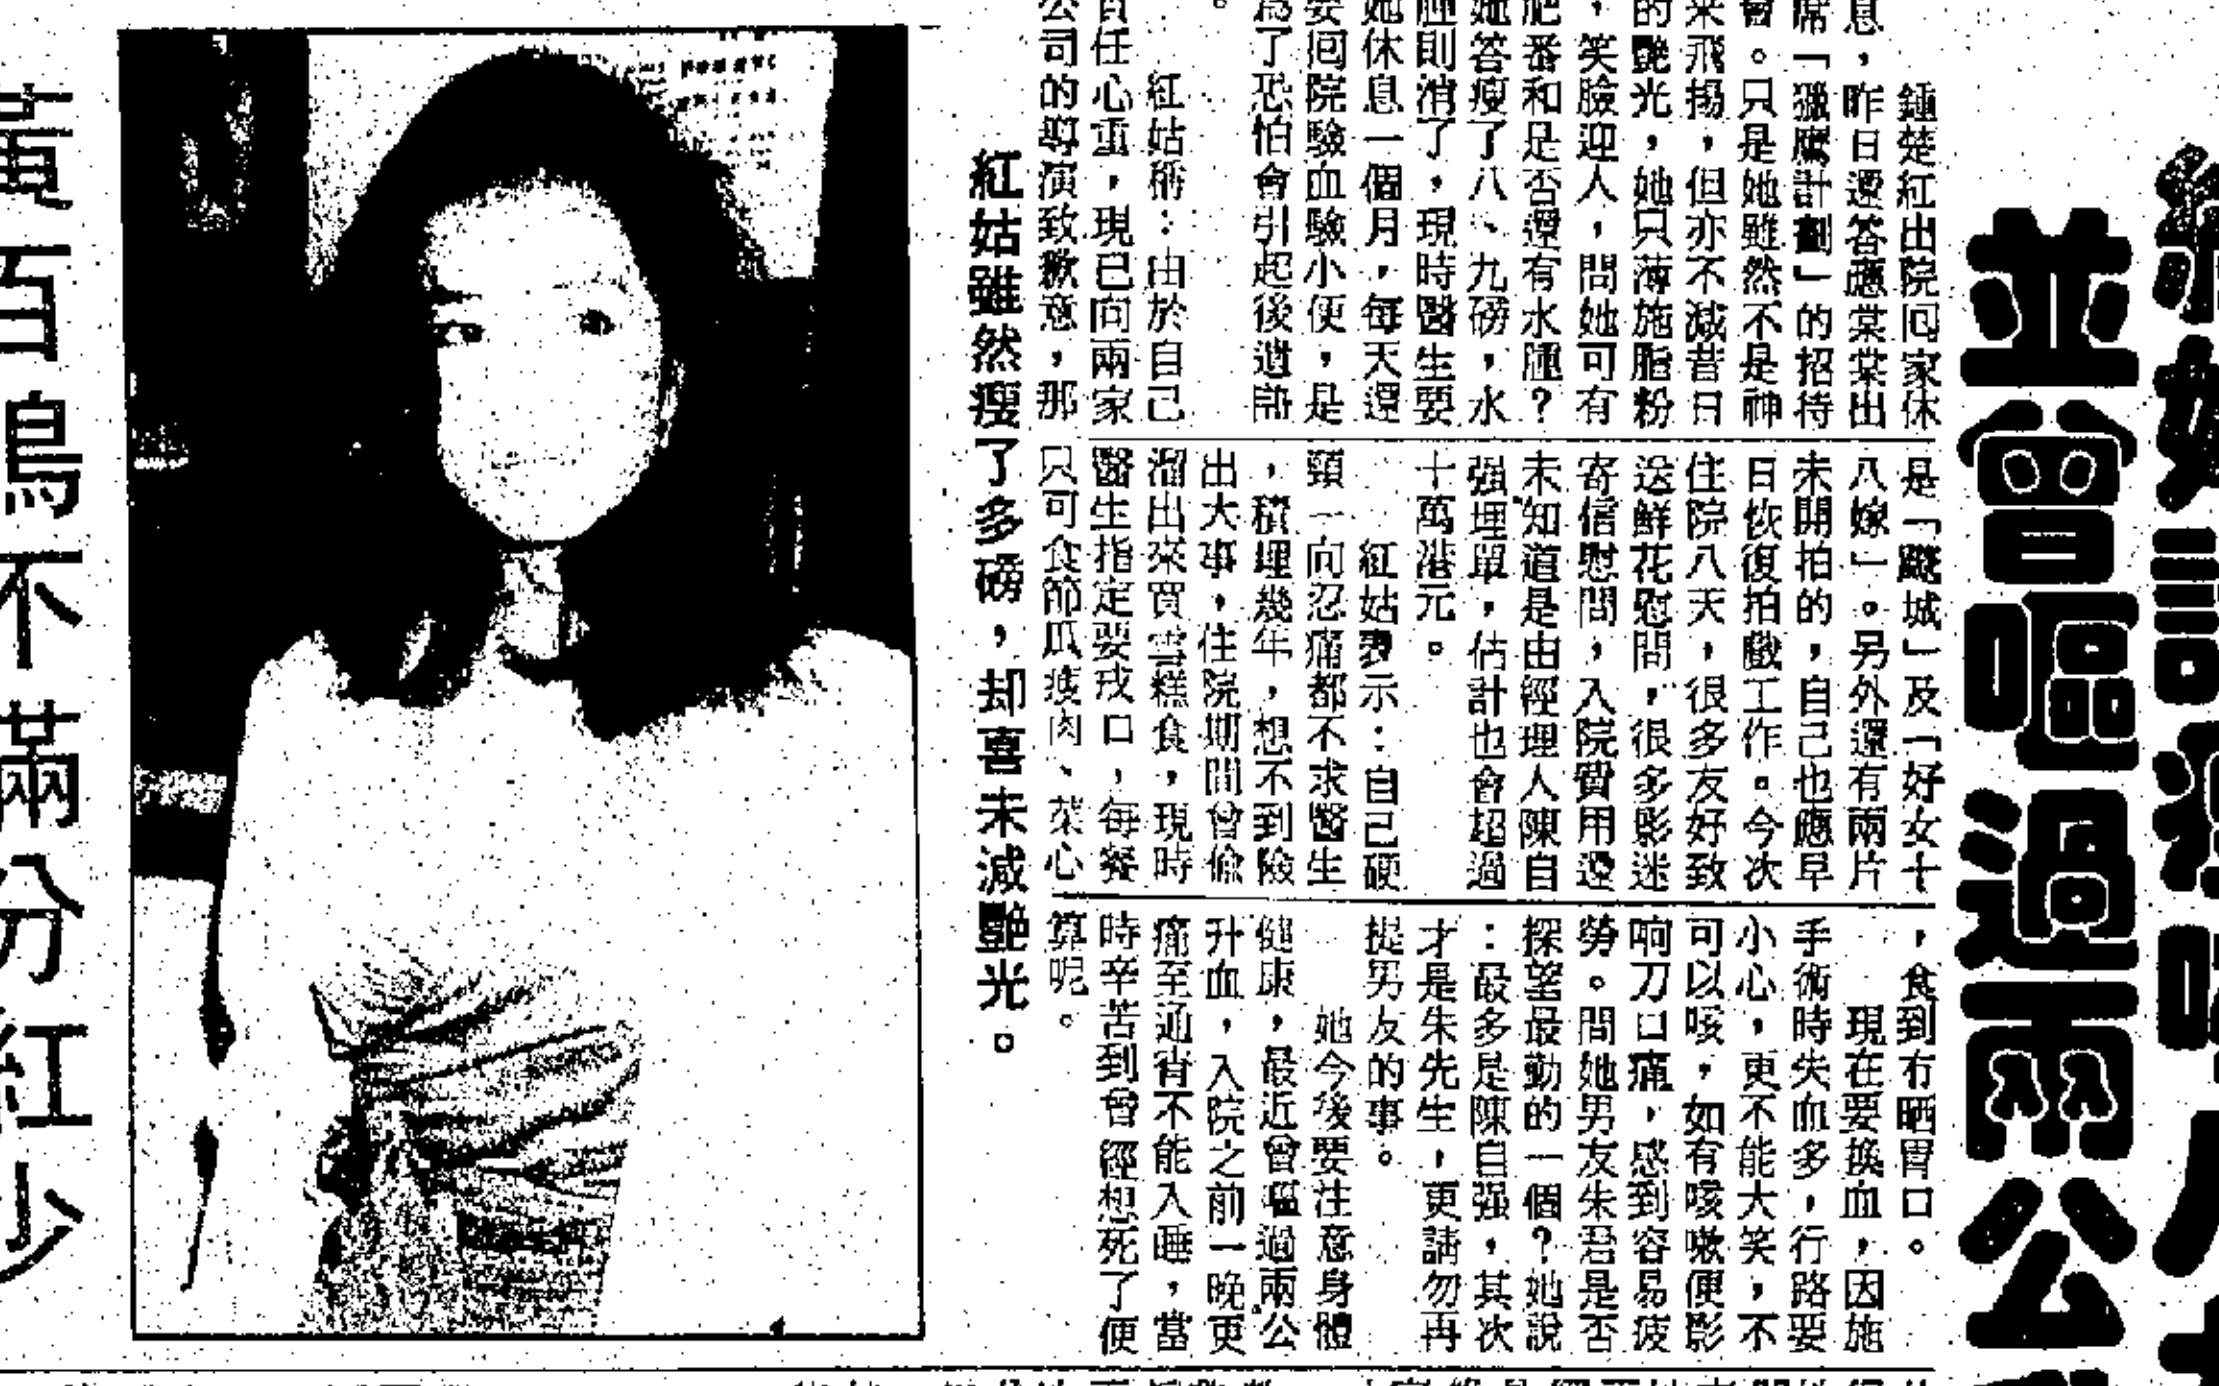 並曾嘔過兩公
鍾楚紅出院回家休
息，昨日還答應棠棠出
席「獵鷹計劃」的招待
會。只是她雖然不是神
來飛揚，但亦不減昔日
的艷光，她只薄施脂粉
，笑臉迎人，問她可有
肥番和是否還有水腫？
她答瘦了八、九磅，水
腫則消了，現時醫生要
她休息一個月，每天還
要回院驗血驗小便，是
為了恐怕會引起後遺症
。
紅姑稱：由於自己
責任心重，現已向兩家
公司的導演致歉意，那
是「飈城」及「好女十
八嫁」。另外還有兩片
未開拍的，自己也應早
日恢復拍戲工作。今次
住院八天，很多友好致
送鮮花慰問，很多影迷
寄信慰問，入院費用還
未知道是由經理人陳自
强埋單，估計也會超過
十萬港元。
紅姑表示：自己硬
頸一向忍痛都不求醫生
，積埋幾年，想不到險
出大事，住院期間曾偷
溜出來買雪糕食，現時
醫生指定要戒口，每餐
只可食節瓜瘦肉、菜心
，食到冇晒胃口。
現在要換血，因施
手術時失血多，行路要
小心，更不能大笑，不
可以咳，如有咳嗽便影
响刀口痛，感到容易疲
勞。問她男友朱君是否
探望最勤的一個？她說
：最多是陳自强，其次
才是朱先生，更請勿再
提男友的事。
她今後要注意身體
健康，最近曾嘔過兩公
升血，入院之前一晚更
痛至通宵不能入睡，當
時辛苦到曾經想死了便
算呢。
紅姑雖然瘦了多磅，却喜未減艷光。
黃百鳴不滿分紅少